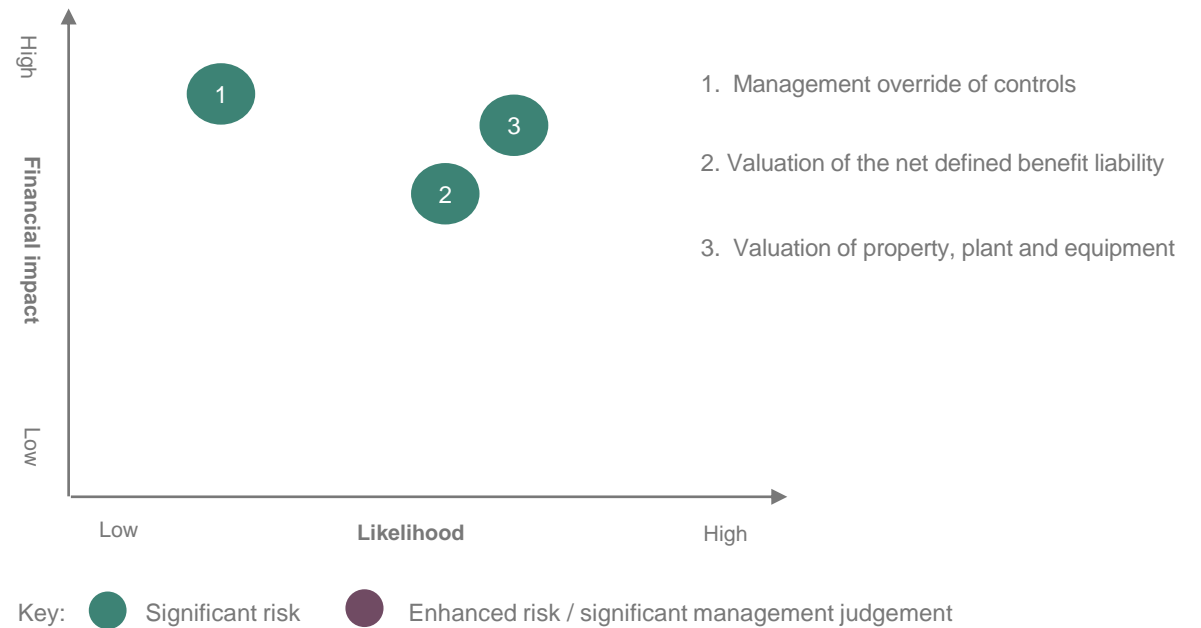 High
Financial impact
Low
1
3
2
1. Management override of controls
2. Valuation of the net defined benefit liability
3. Valuation of property, plant and equipment
Low
Likelihood
High
Key:
Significant risk
Enhanced risk / significant management judgement